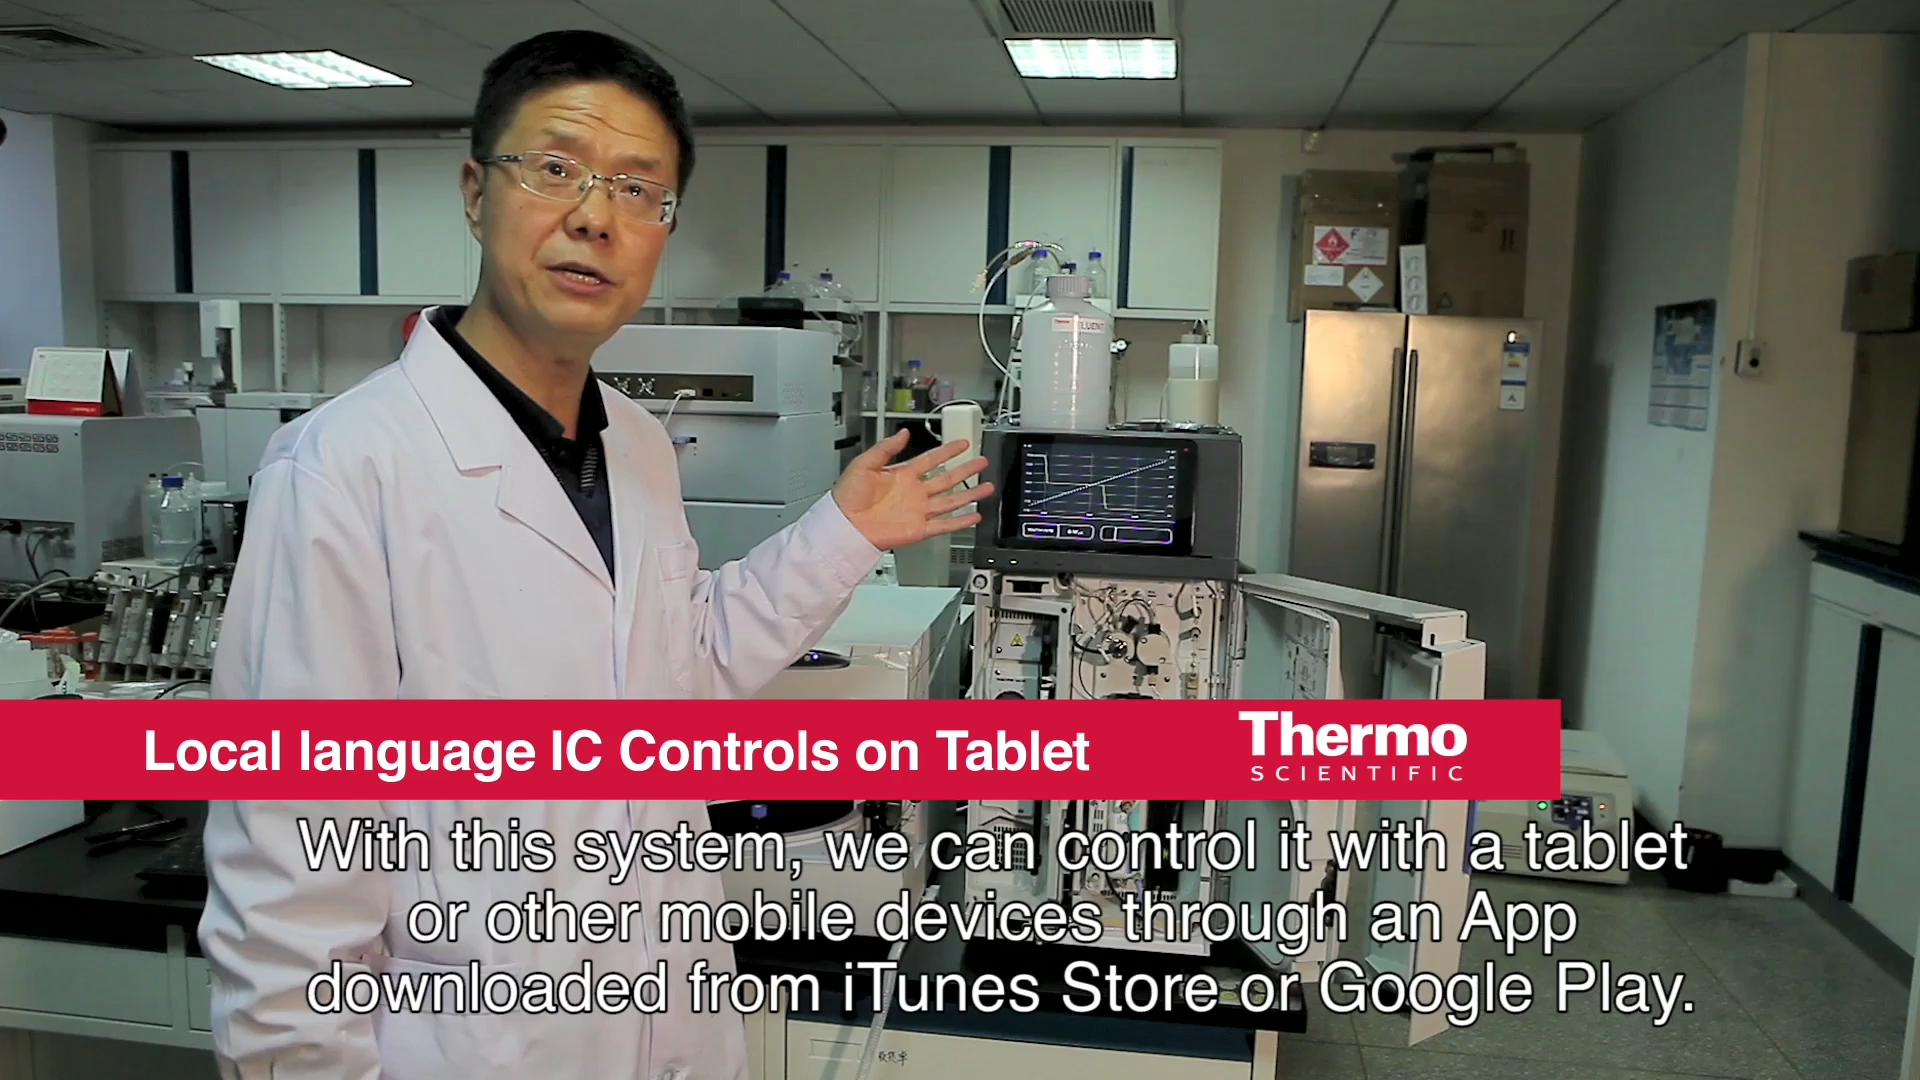 Local language IC Controls on Tablet
Thermo
SCIENTIFIC
With this system, we can control it with a tablet
or other mobile devices through an App
downloaded from iTunes Store or Google Play.